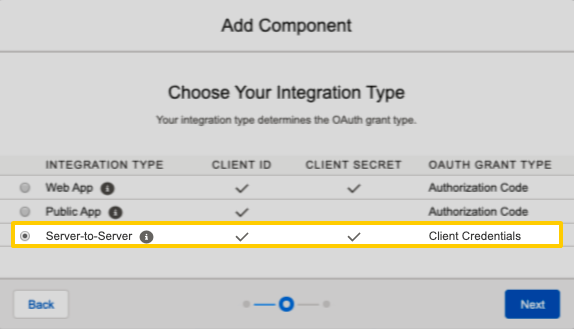 Add Component
Choose Your Integration Type
Your integration type determines the OAuth grant type.
INTEGRATION TYPE CLIENT ID CLIENT SECRET OAUTH GRANT TYPE
Web App Authorization Code
Public App Authorization Code
Server-to-Server Client Credentials
Back Next